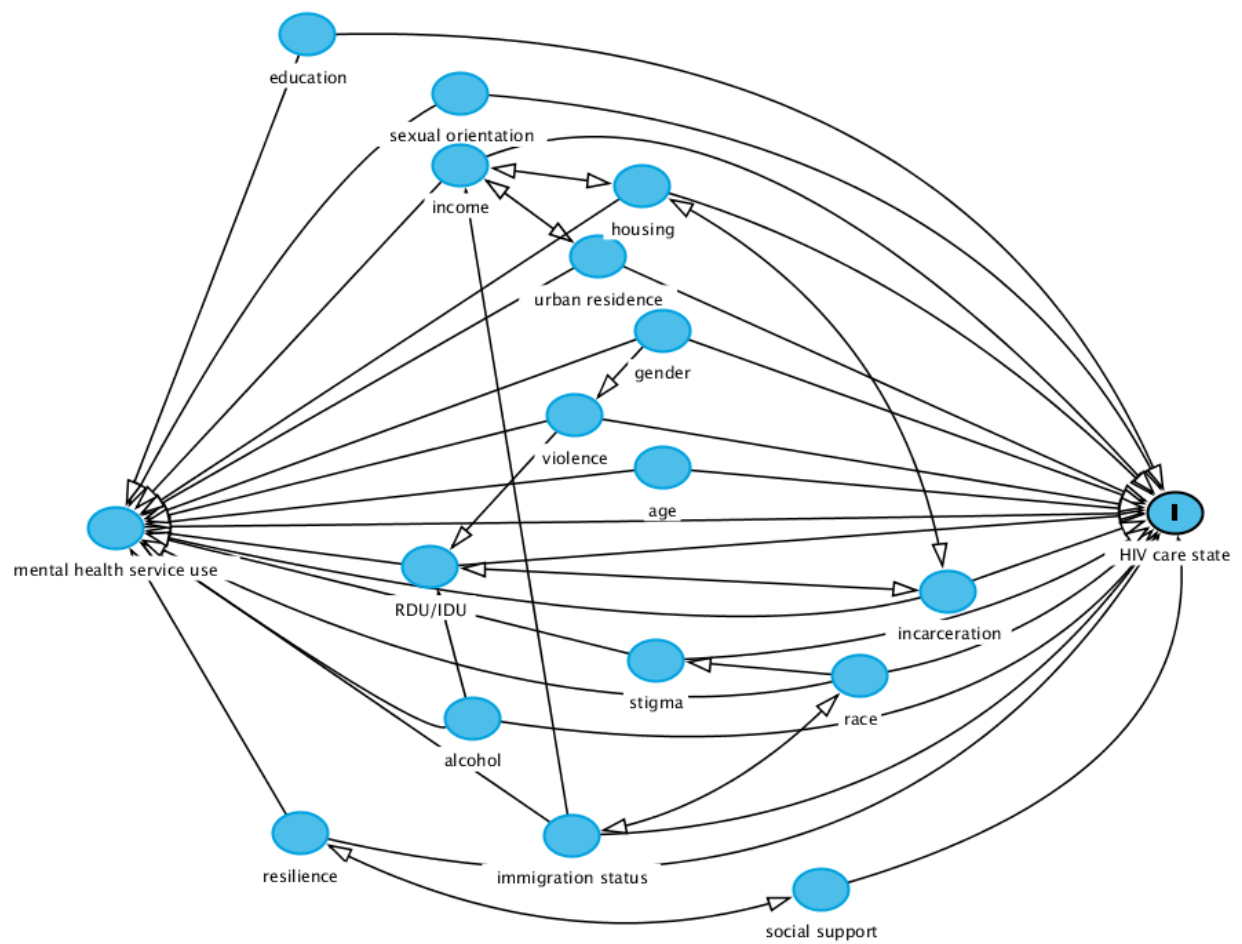 education
sexual orientation
income
housing
urban residence
gender
violence
age
I
HIV care state
mental health service use
RDU/IDU
incarceration
stigma
race
alcohol
resilience
immigration status
social support